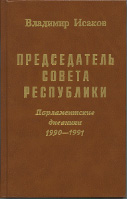 Владимир Исаков
ПРЕДСЕДАТЕЛЬ
СОВЕТА
РЕСПУБЛИКИ
Парламентские
дневники
1990—1991